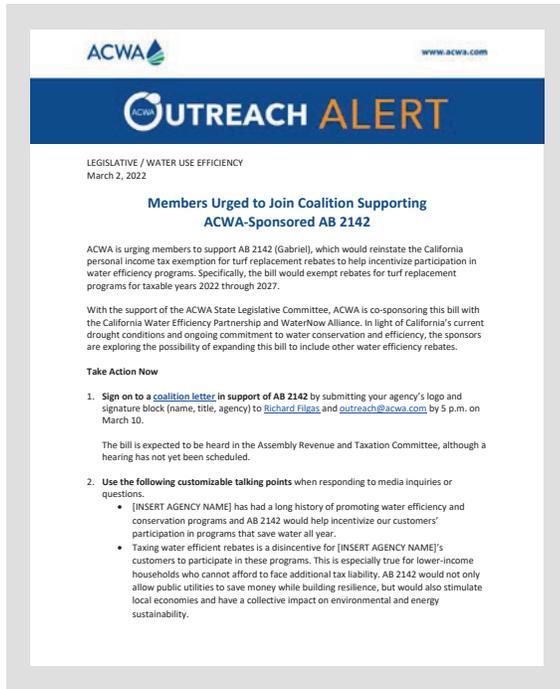 ACWA
www.acwa.com
ACWA OUTREACH ALERT
LEGISLATIVE / WATER USE EFFICIENCY
March 2, 2022
Members Urged to Join Coalition Supporting
ACWA-Sponsored AB 2142
ACWA is urging members to support AB 2142 (Gabriel), which would reinstate the California
personal income tax exemption for turf replacement rebates to help incentivize participation in
water efficiency programs. Specifically, the bill would exempt rebates for turf replacement
programs for taxable years 2022 through 2027.
With the support of the ACWA State Legislative Committee, ACWA is co-sponsoring this bill with
the California Water Efficiency Partnership and WaterNow Alliance. In light of California's current
drought conditions and ongoing commitment to water conservation and efficiency, the sponsors
are exploring the possibility of expanding this bill to include other water efficiency rebates.
Take Action Now
1. Sign on to a coalition letter in support of AB 2142 by submitting your agency's logo and
signature block (name, title, agency) to Richard Filgas and outreach@acwa.com by 5 p.m. on
March 10.
The bill is expected to be heard in the Assembly Revenue and Taxation Committee, although a
hearing has not yet been scheduled.
2. Use the following customizable talking points when responding to media inquiries or
questions.
• [INSERT AGENCY NAME] has had a long history of promoting water efficiency and
conservation programs and AB 2142 would help incentivize our customers'
participation in programs that save water all year.
• Taxing water efficient rebates is a disincentive for [INSERT AGENCY NAME]'s
customers to participate in these programs. This is especially true for lower-income
households who cannot afford to face additional tax liability. AB 2142 would not only
allow public utilities to save money while building resilience, but would also stimulate
local economies and have a collective impact on environmental and energy
sustainability.